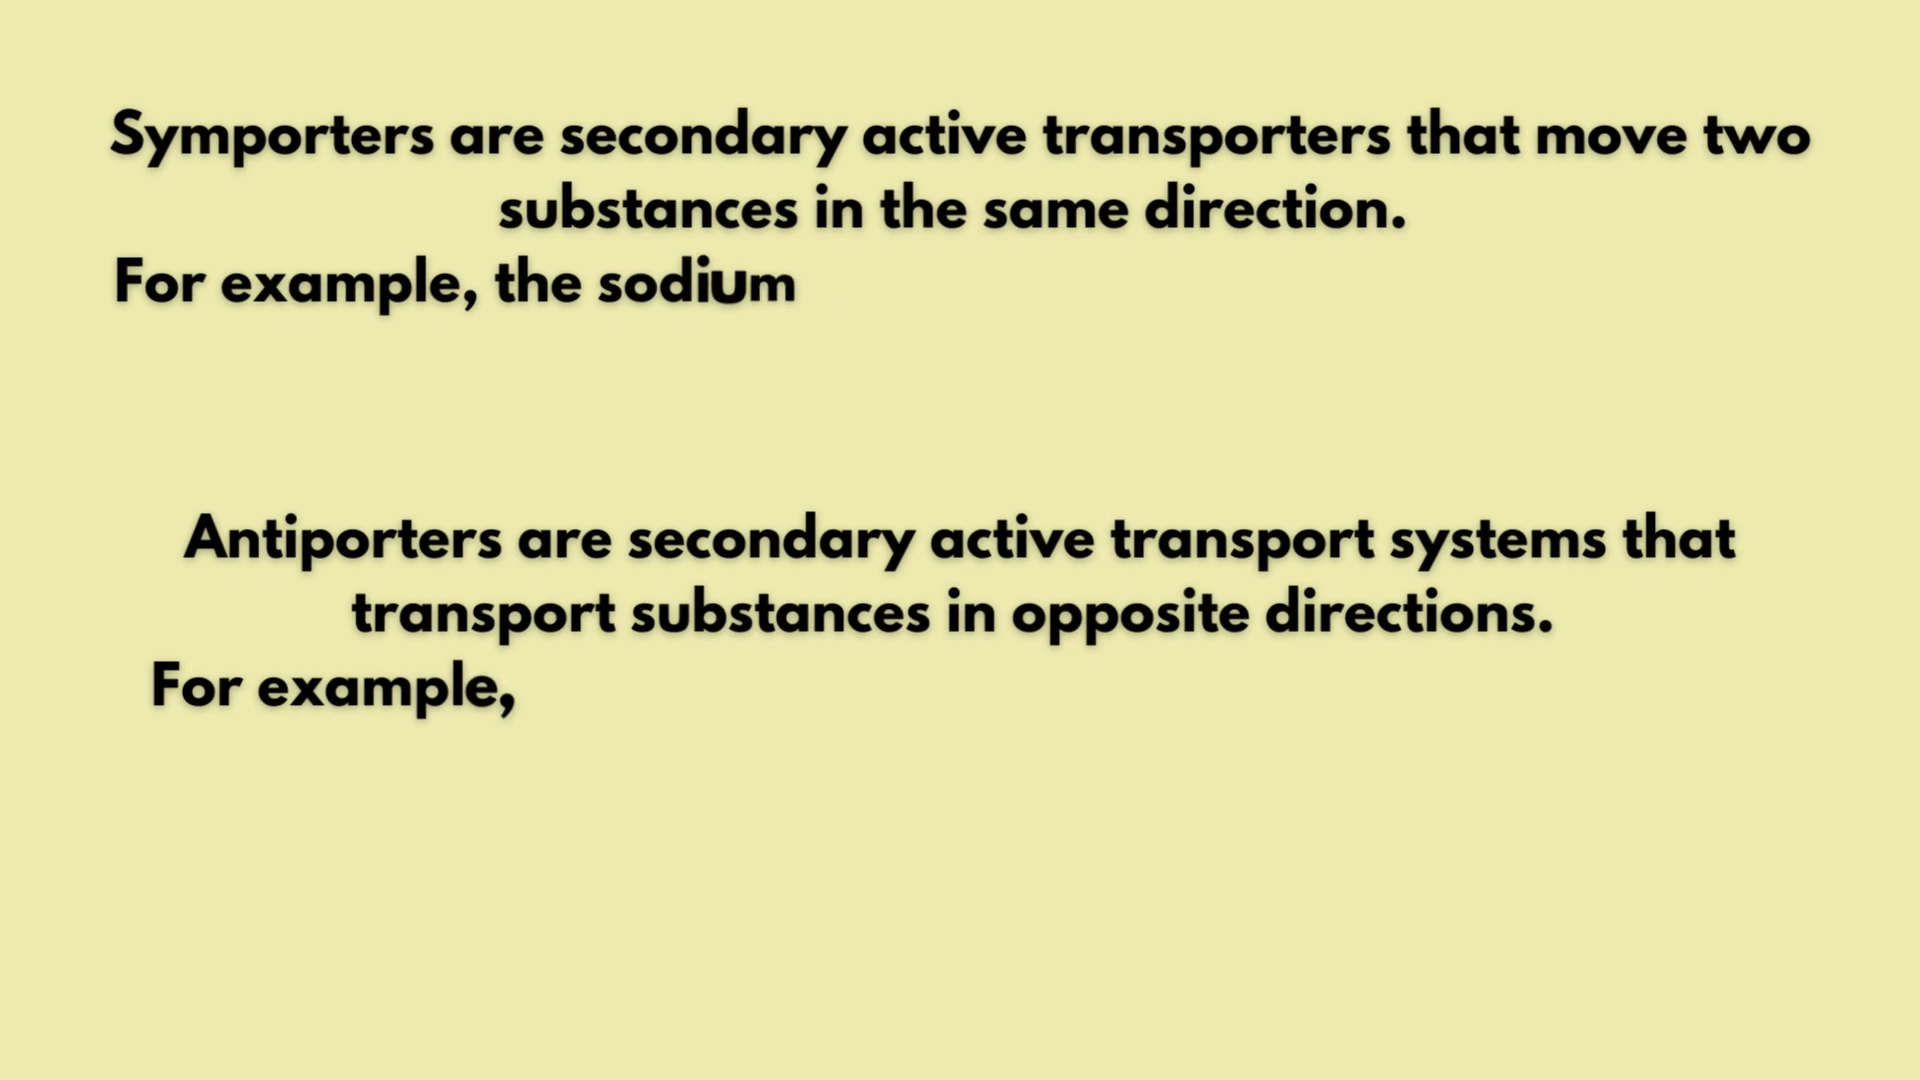 Symporters are secondary active transporters that move two
substances in the same direction.
For example, the sodium
Antiporters are secondary active transport systems that
transport substances in opposite directions.
For example,